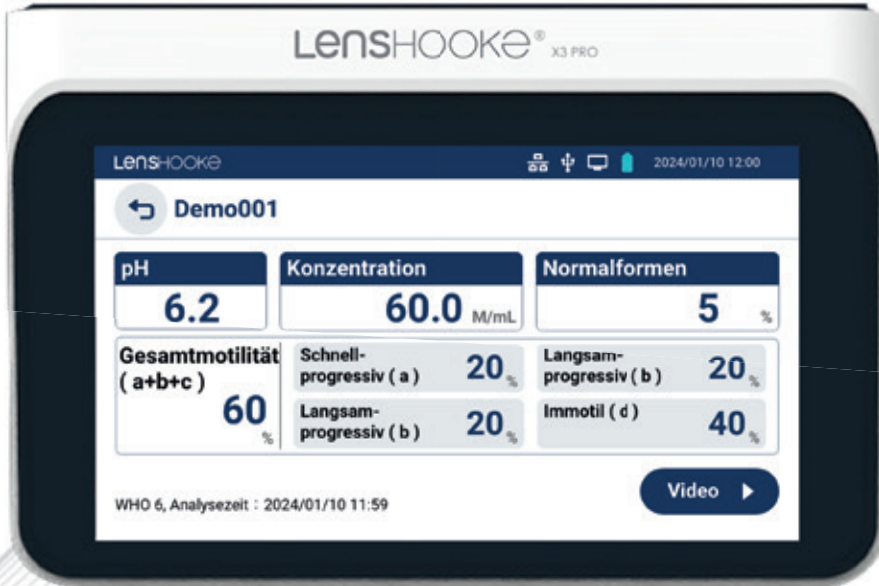 LensHOOKE® X3 PRO
LensHOOKE
2024/01/10 12:00
Demo001
pH
6.2
Konzentration
60.0 M/mL
Normalformen
5 %
Gesamtmotilität
( a+b+c )
60
%
Schnell-
progressiv ( a )
20 %
Langsam-
progressiv ( b )
20 %
Langsam-
progressiv ( b )
20 %
Immotil ( d )
40 %
Video
WHO 6, Analysezeit : 2024/01/10 11:59